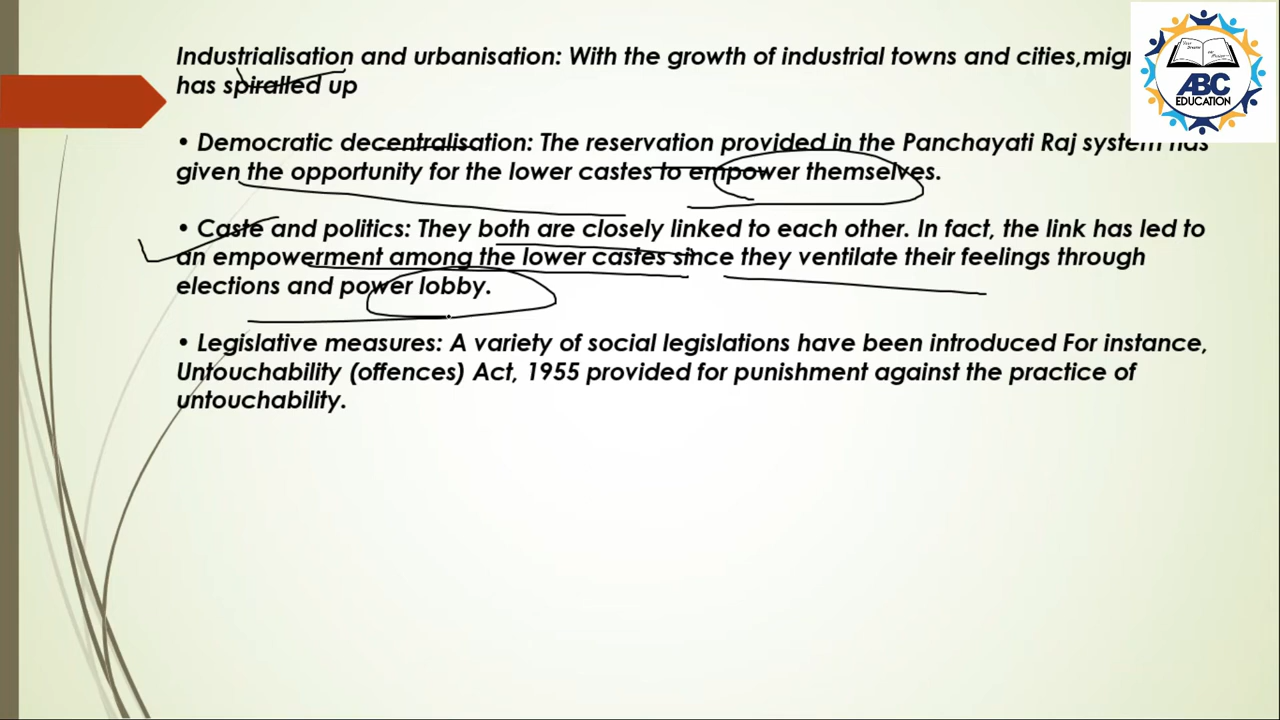 Industrialisation and urbanisation: With the growth of industrial towns and cities,
has spiralled up
• Democratic decentralisation: The reservation provided in the Panchayati Raj system has
given the opportunity for the lower castes to empower themselves.
• Caste and politics: They both are closely linked to each other. In fact, the link has led to
an empowerment among the lower castes since they ventilate their feelings through
elections and power lobby.
• Legislative measures: A variety of social legislations have been introduced For instance,
Untouchability (offences) Act, 1955 provided for punishment against the practice of
untouchability.
ABC
EDUCATION